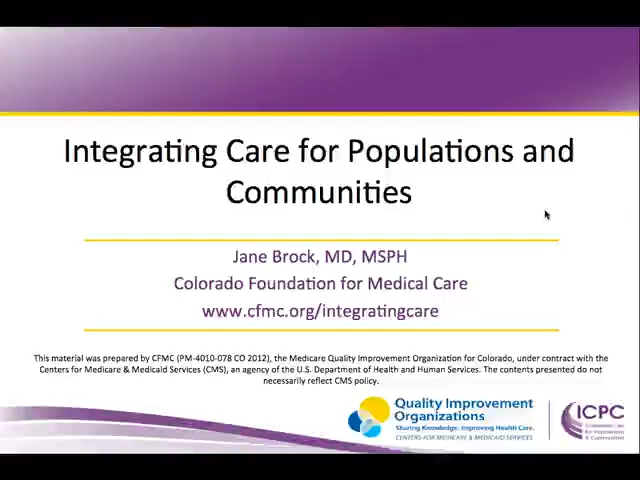 Integrating Care for Populations and
Communities
Jane Brock, MD, MSPH
Colorado Foundation for Medical Care
www.cfmc.org/integratingcare
This material was prepared by CFMC (PM-4010-078 CO 2012), the Medicare Quality Improvement Organization for Colorado, under contract with the
Centers for Medicare & Medicaid Services (CMS), an agency of the U.S. Department of Health and Human Services. The contents presented do not
necessarily reflect CMS policy.
Quality Improvement
Organizations
Sharing Knowledge. Improving Health Care.
CENTERS FOR MEDICARE & MEDICAID SERVICES
ICPC
for Populations
& Communities